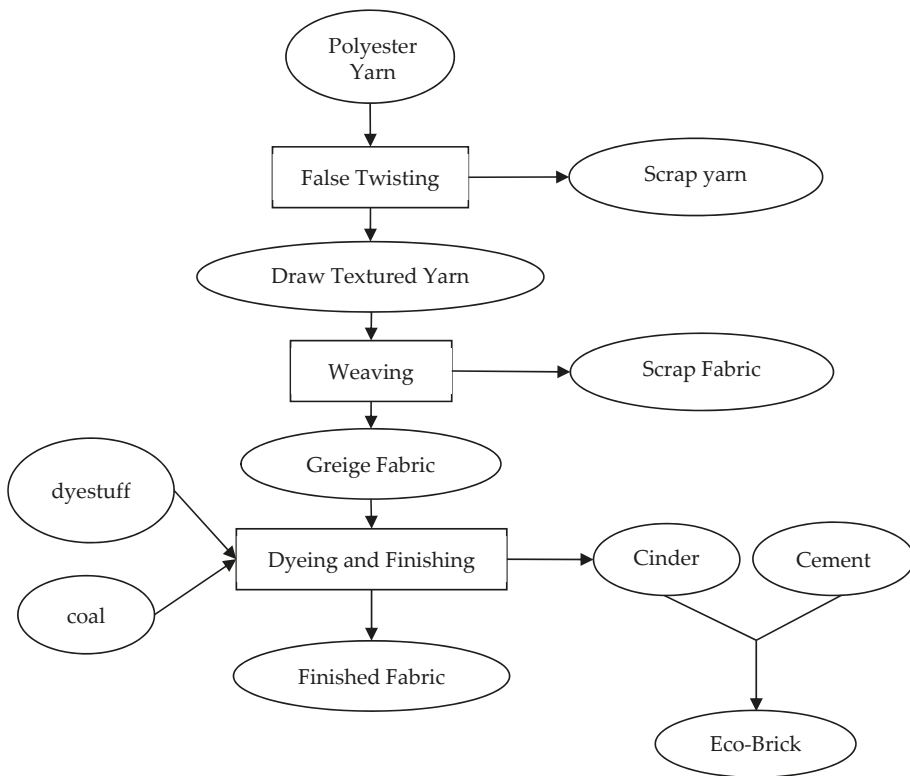 Polyester
Yarn
False Twisting
Scrap yarn
Draw Textured Yarn
Weaving
Scrap Fabric
Greige Fabric
dyestuff
Dyeing and Finishing
Cinder
Cement
coal
Finished Fabric
Eco-Brick